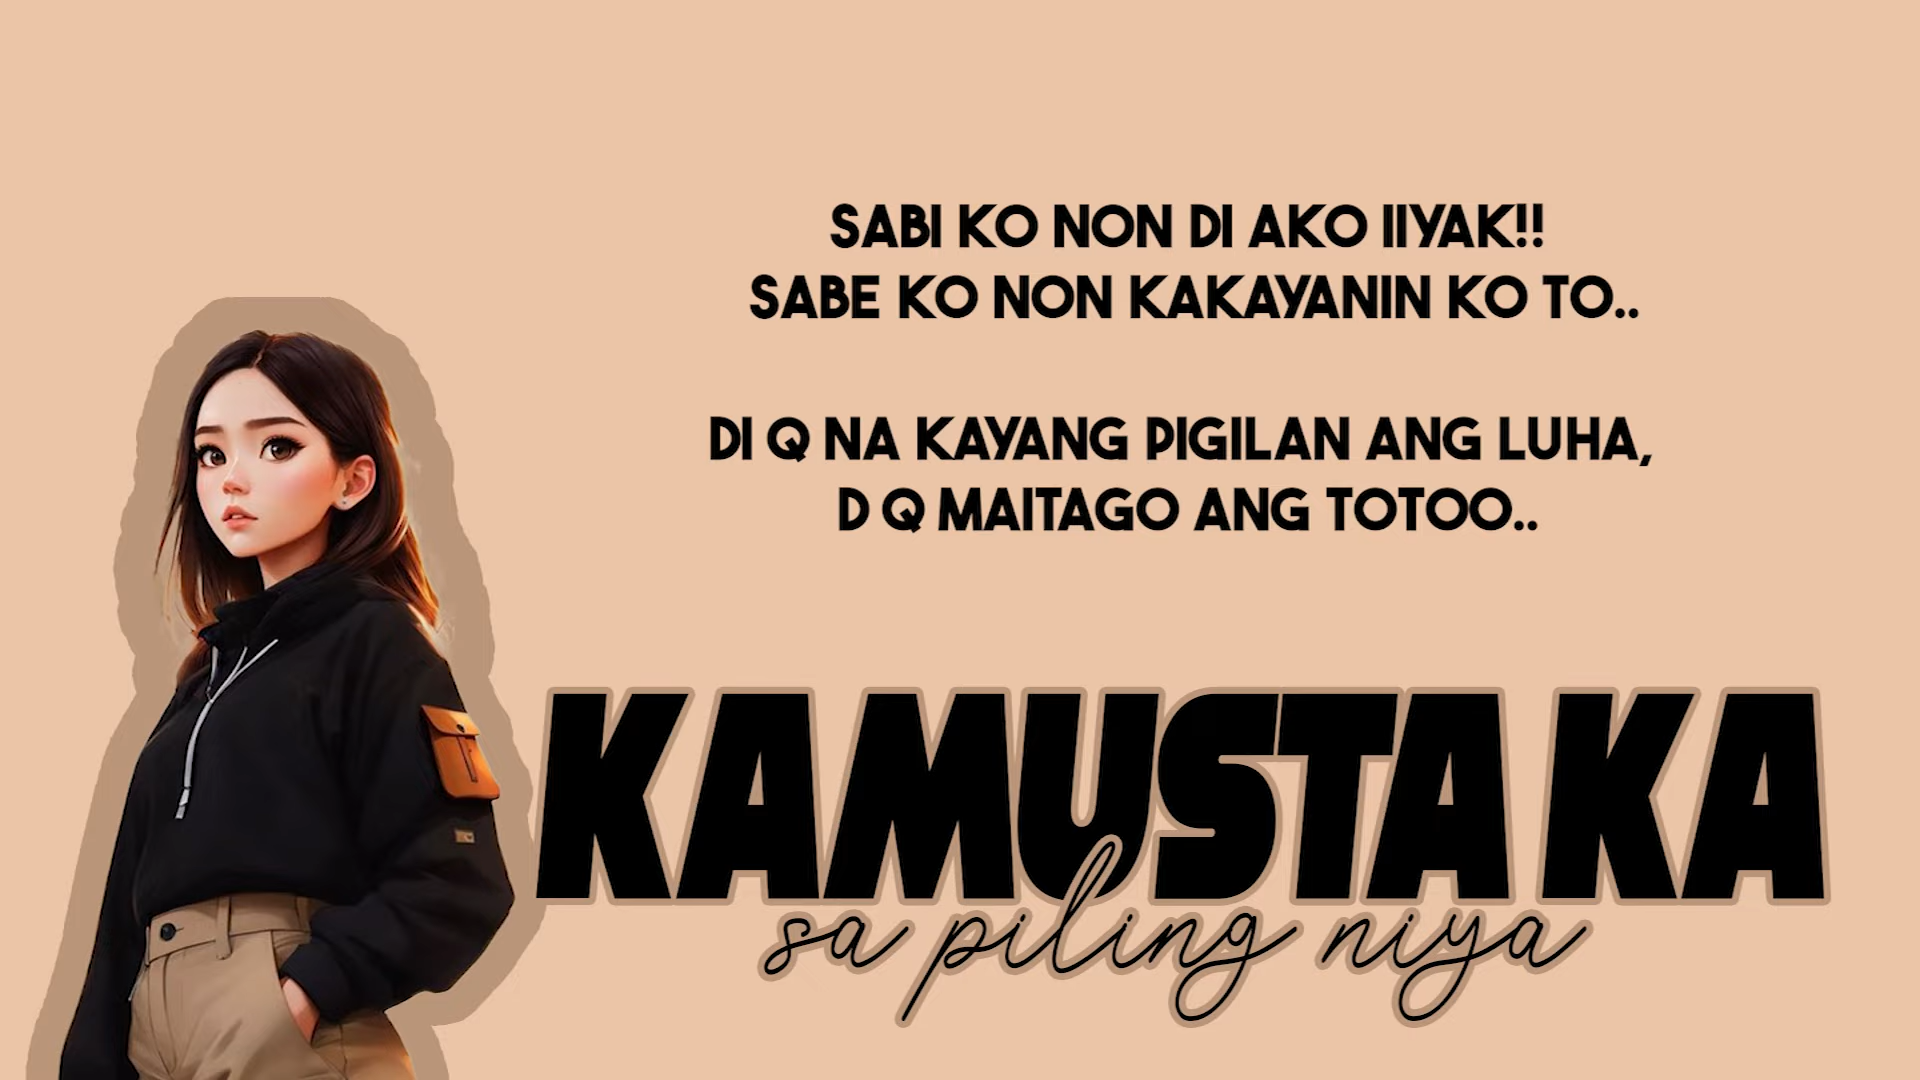 SABI KO NON DI AKO IIYAK!!
SABE KO NON KAKAYANIN KO TO..
DI Q NA KAYANG PIGILAN ANG LUHA,
D Q MAITAGO ANG TOTOO..
KAMUSTA KA
sa piling niya